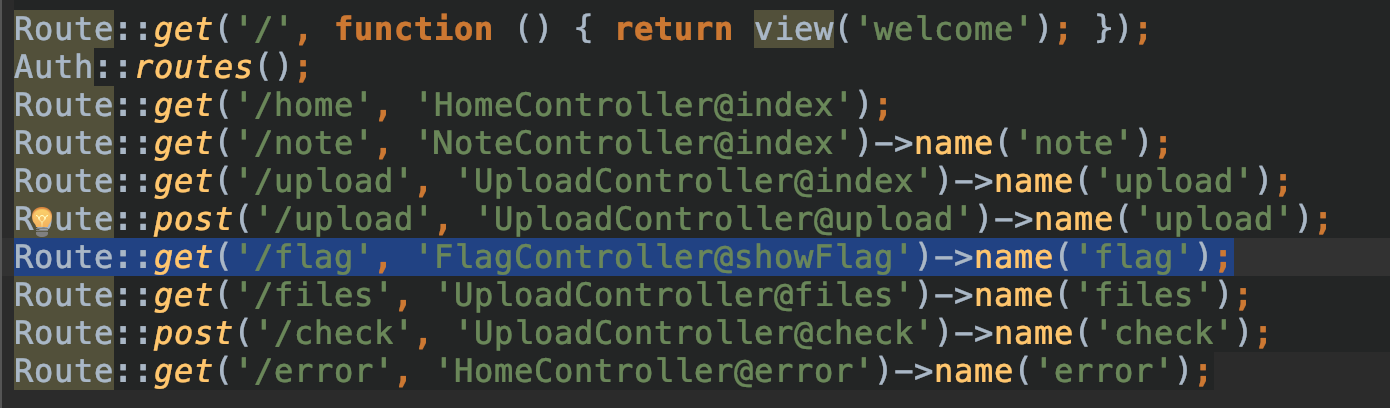 Route::get('/', function () { return view('welcome'); });
Auth::routes();
Route::get('/home', 'HomeController@index');
Route::get('/note', 'NoteController@index')->name('note');
Route::get('/upload', 'UploadController@index')->name('upload');
Route::post('/upload', 'UploadController@upload')->name('upload');
Route::get('/flag', 'FlagController@showFlag')->name('flag');
Route::get('/files', 'UploadController@files')->name('files');
Route::post('/check', 'UploadController@check')->name('check');
Route::get('/error', 'HomeController@error')->name('error');